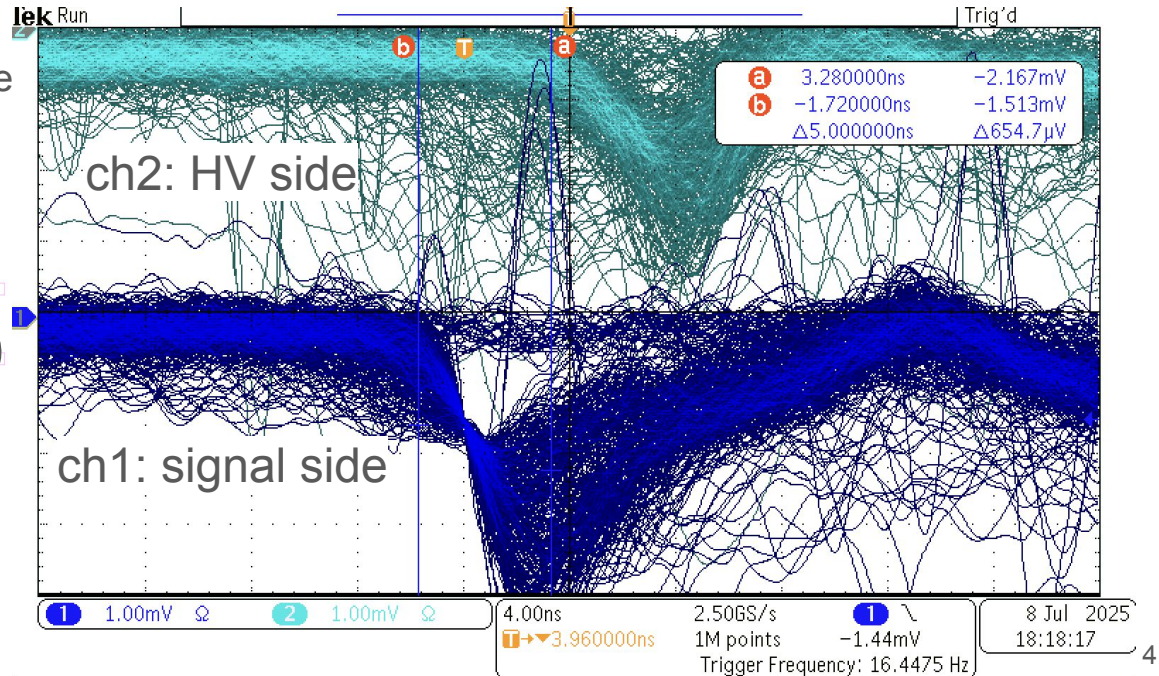 Tek Run
Trig'd
2
b
T
a
e
a 3.280000ns −2.167mV
b −1.720000ns −1.513mV
Δ5.000000ns Δ654.7µV
ch2: HV side
1
)
ch1: signal side
1 1.00mV Ω 2 1.00mV Ω
4.00ns 2.50GS/s 1 \
T→▼3.960000ns 1M points −1.44mV
Trigger Frequency: 16.4475 Hz
8 Jul 2025
18:18:17
4